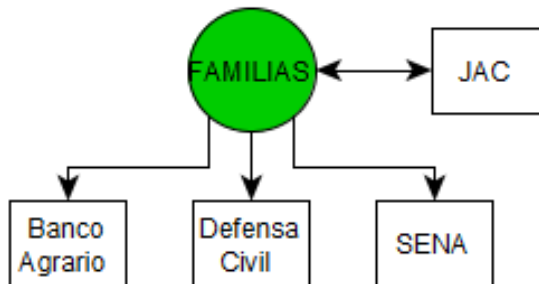 FAMILIAS
JAC
Banco
Agrario
Defensa
Civil
SENA